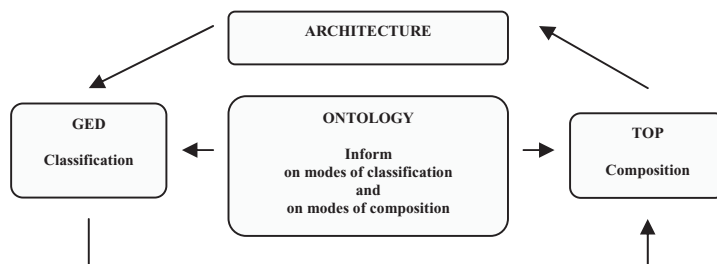 ARCHITECTURE
GED
Classification
ONTOLOGY
Inform
on modes of classification
and
on modes of composition
TOP
Composition